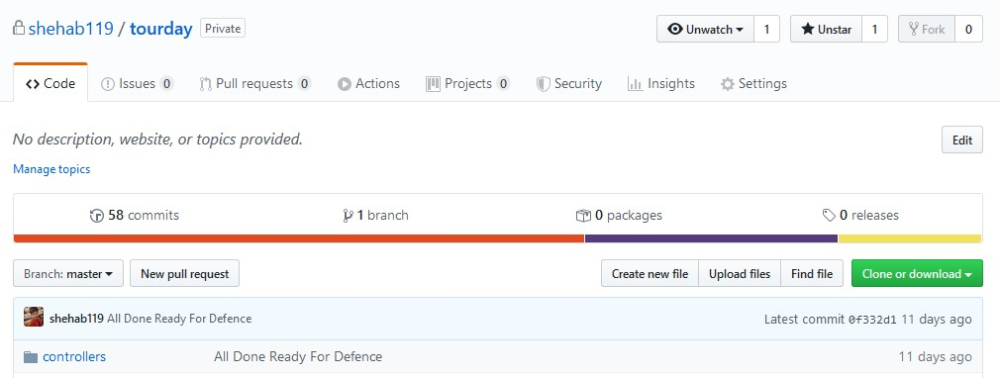 shehab119 / tourday Private Unwatch 1 Unstar 1 Fork 0
Code Issues 0 Pull requests 0 Actions Projects 0 Security Insights Settings
No description, website, or topics provided. Edit
Manage topics
58 commits 1 branch 0 packages 0 releases
Branch: master New pull request Create new file Upload files Find file Clone or download
shehab119 All Done Ready For Defence Latest commit 0f332d1 11 days ago
controllers All Done Ready For Defence 11 days ago